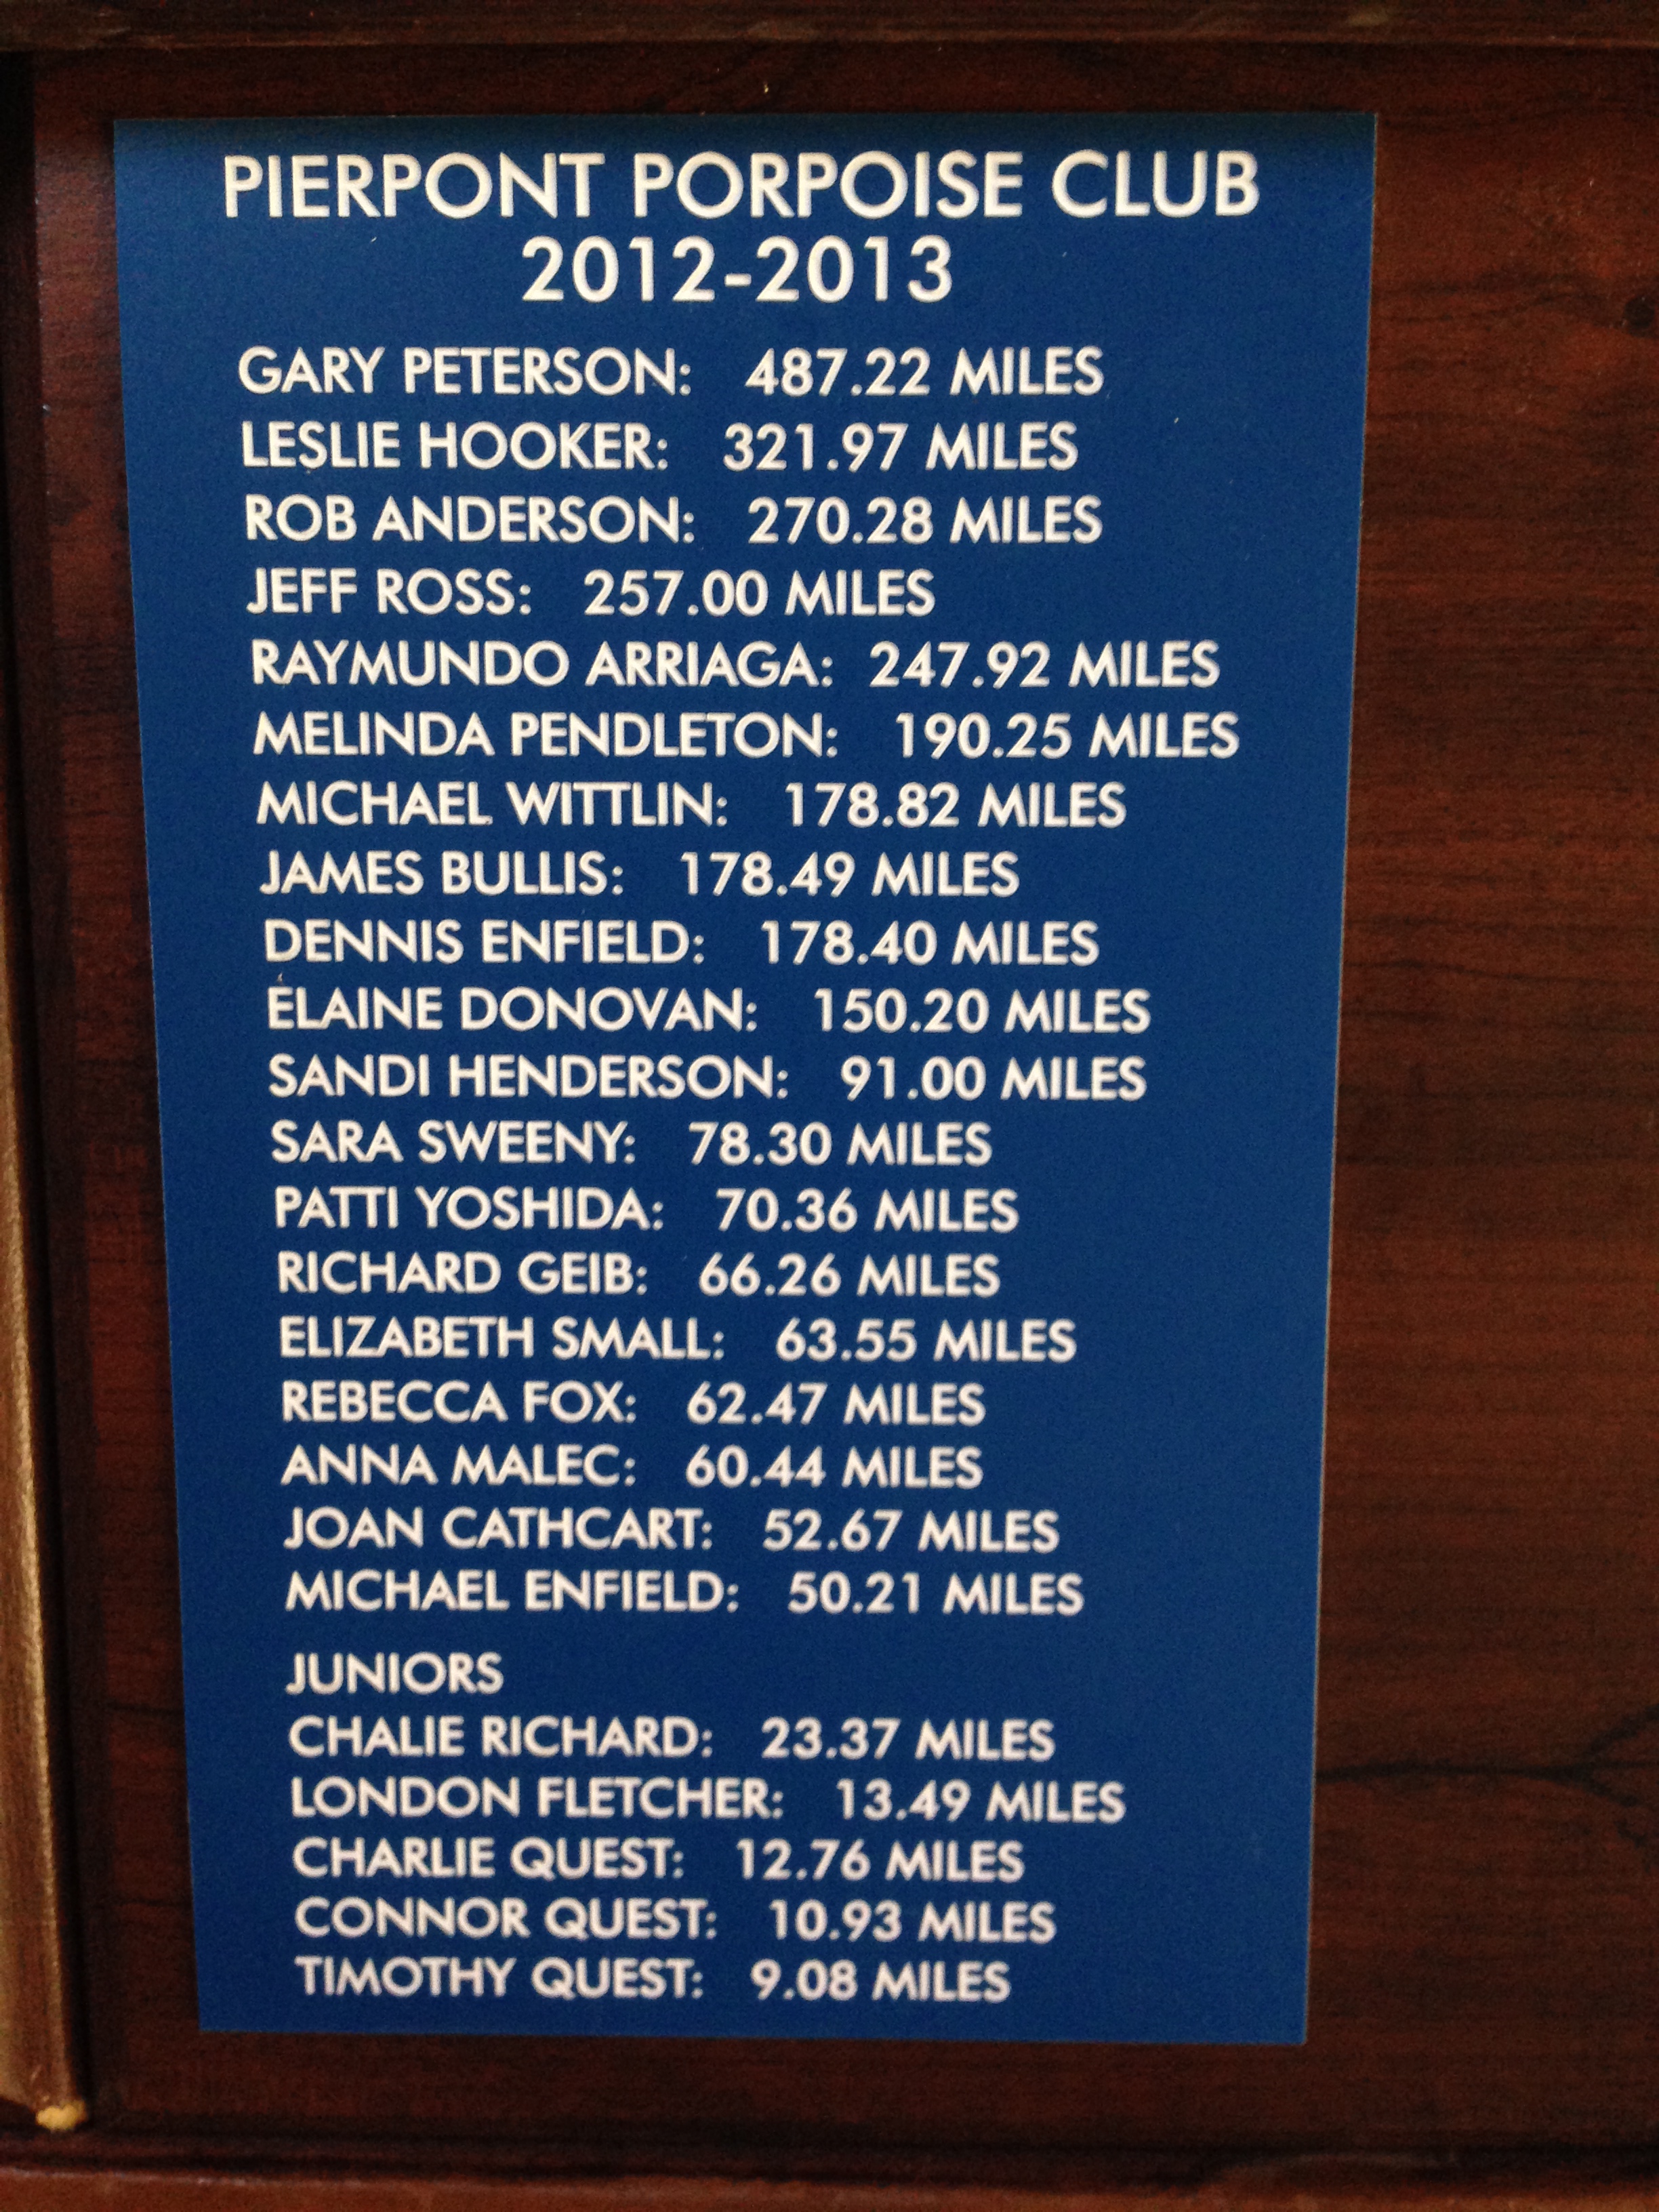 PIERPONT PORPOISE CLUB
2012-2013
GARY PETERSON: 487.22 MILES
LESLIE HOOKER: 321.97 MILES
ROB ANDERSON: 270.28 MILES
JEFF ROSS: 257.00 MILES
RAYMUNDO ARRIAGA: 247.92 MILES
MELINDA PENDLETON: 190.25 MILES
MICHAEL WITTLIN: 178.82 MILES
JAMES BULLIS: 178.49 MILES
DENNIS ENFIELD: 178.40 MILES
ELAINE DONOVAN: 150.20 MILES
SANDI HENDERSON: 91.00 MILES
SARA SWEENY: 78.30 MILES
PATTI YOSHIDA: 70.36 MILES
RICHARD GEIB: 66.26 MILES
ELIZABETH SMALL: 63.55 MILES
REBECCA FOX: 62.47 MILES
ANNA MALEC: 60.44 MILES
JOAN CATHCART: 52.67 MILES
MICHAEL ENFIELD: 50.21 MILES
JUNIORS
CHALIE RICHARD: 23.37 MILES
LONDON FLETCHER: 13.49 MILES
CHARLIE QUEST: 12.76 MILES
CONNOR QUEST: 10.93 MILES
TIMOTHY QUEST: 9.08 MILES